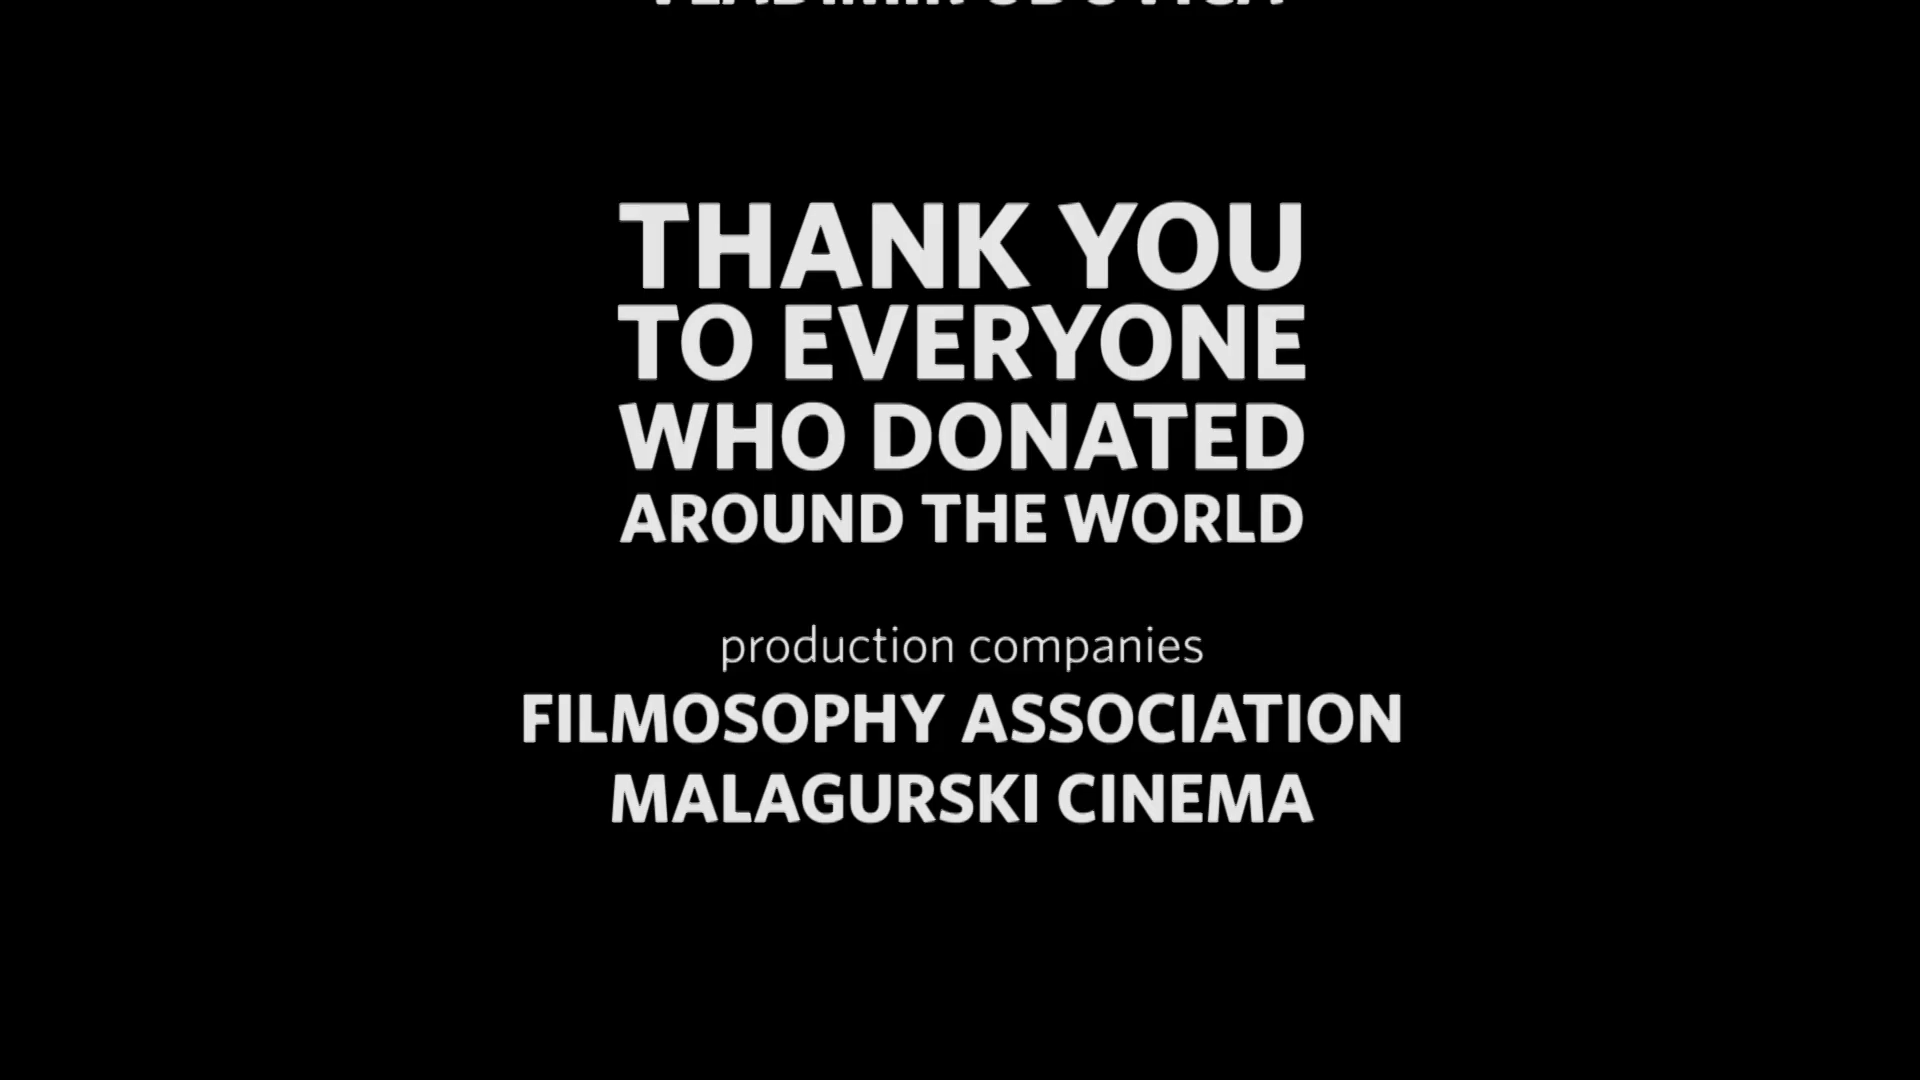 THANK YOU
TO EVERYONE
WHO DONATED
AROUND THE WORLD
production companies
FILMOSOPHY ASSOCIATION
MALAGURSKI CINEMA